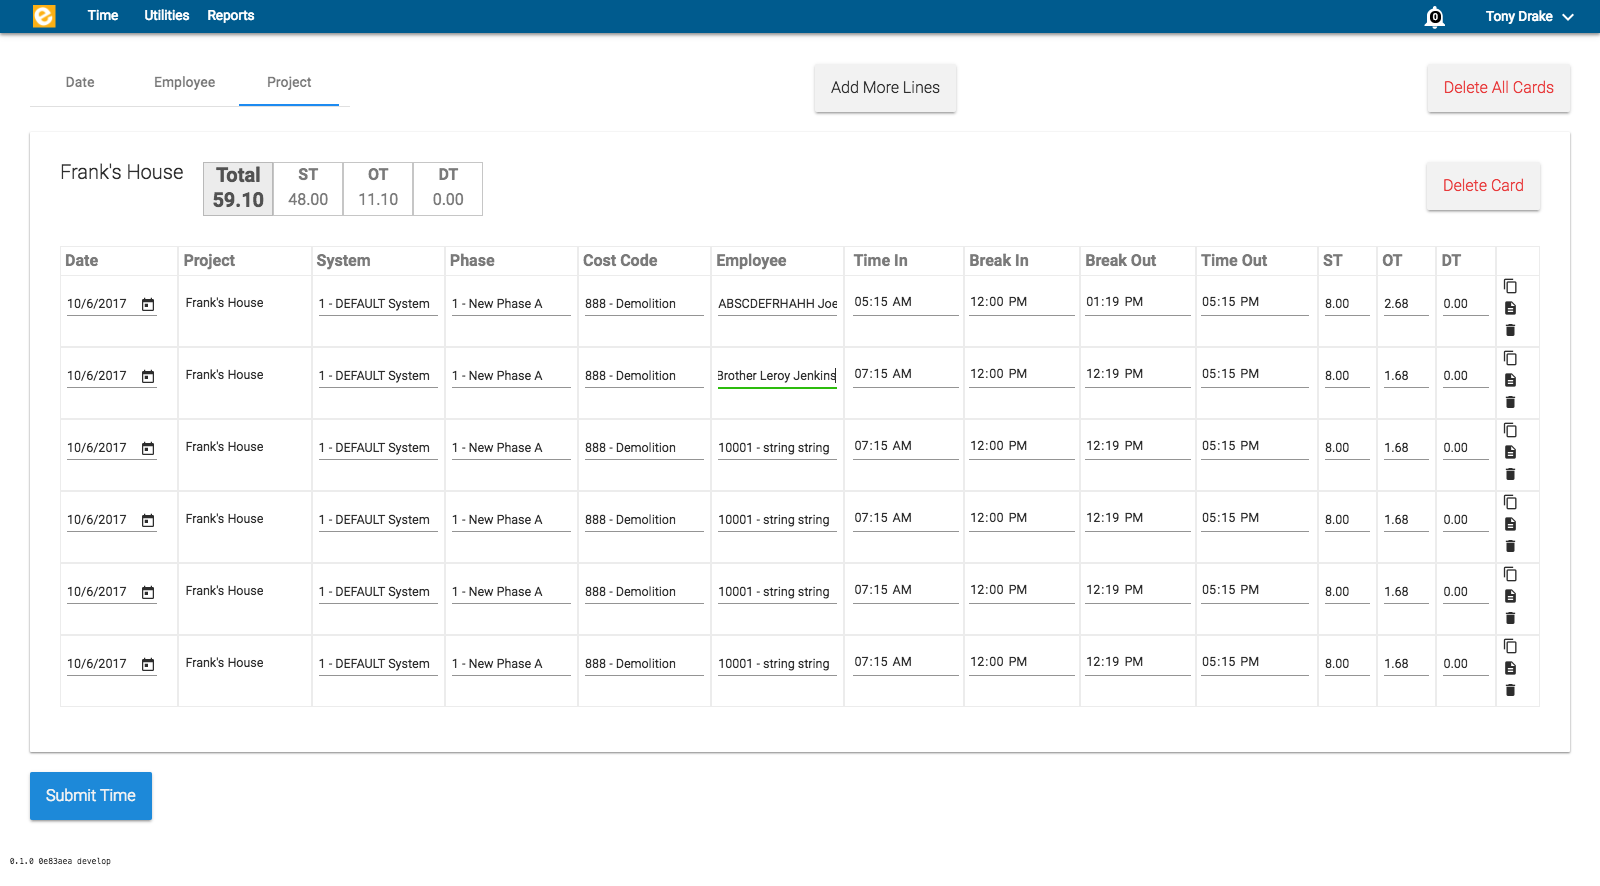 e Time Utilities Reports 0 Tony Drake
Date Employee Project Add More Lines Delete All Cards
Frank's House Total ST OT DT Delete Card
59.10 48.00 11.10 0.00
Date Project System Phase Cost Code Employee Time In Break In Break Out Time Out ST OT DT
10/6/2017 Frank's House 1 - DEFAULT System 1 - New Phase A 888 - Demolition ABSCDEFRHAHH Joe 05:15 AM 12:00 PM 01:19 PM 05:15 PM 8.00 2.68 0.00
10/6/2017 Frank's House 1 - DEFAULT System 1 - New Phase A 888 - Demolition Brother Leroy Jenkins 07:15 AM 12:00 PM 12:19 PM 05:15 PM 8.00 1.68 0.00
10/6/2017 Frank's House 1 - DEFAULT System 1 - New Phase A 888 - Demolition 10001 - string string 07:15 AM 12:00 PM 12:19 PM 05:15 PM 8.00 1.68 0.00
10/6/2017 Frank's House 1 - DEFAULT System 1 - New Phase A 888 - Demolition 10001 - string string 07:15 AM 12:00 PM 12:19 PM 05:15 PM 8.00 1.68 0.00
10/6/2017 Frank's House 1 - DEFAULT System 1 - New Phase A 888 - Demolition 10001 - string string 07:15 AM 12:00 PM 12:19 PM 05:15 PM 8.00 1.68 0.00
10/6/2017 Frank's House 1 - DEFAULT System 1 - New Phase A 888 - Demolition 10001 - string string 07:15 AM 12:00 PM 12:19 PM 05:15 PM 8.00 1.68 0.00
Submit Time
0.1.0 0e83aea develop